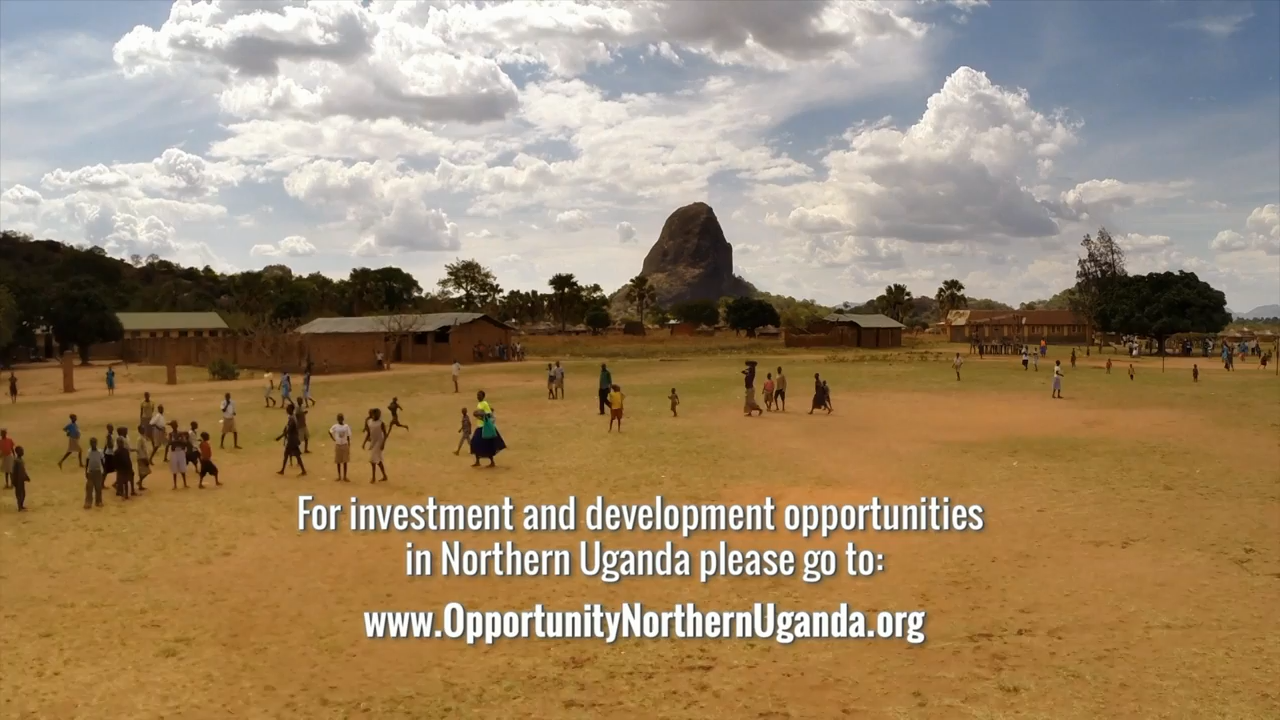 For investment and development opportunities
in Northern Uganda please go to:
www.OpportunityNorthernUganda.org